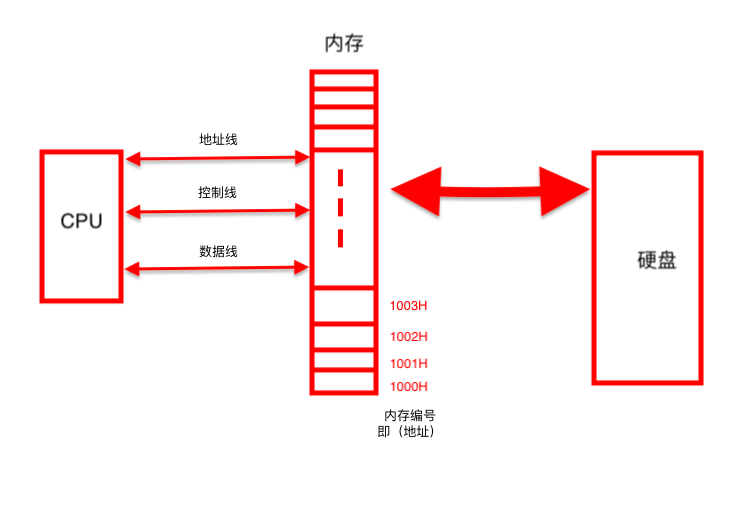 内存
地址线
控制线
CPU
数据线
硬盘
1003H
1002H
1001H
1000H
内存编号
即（地址）